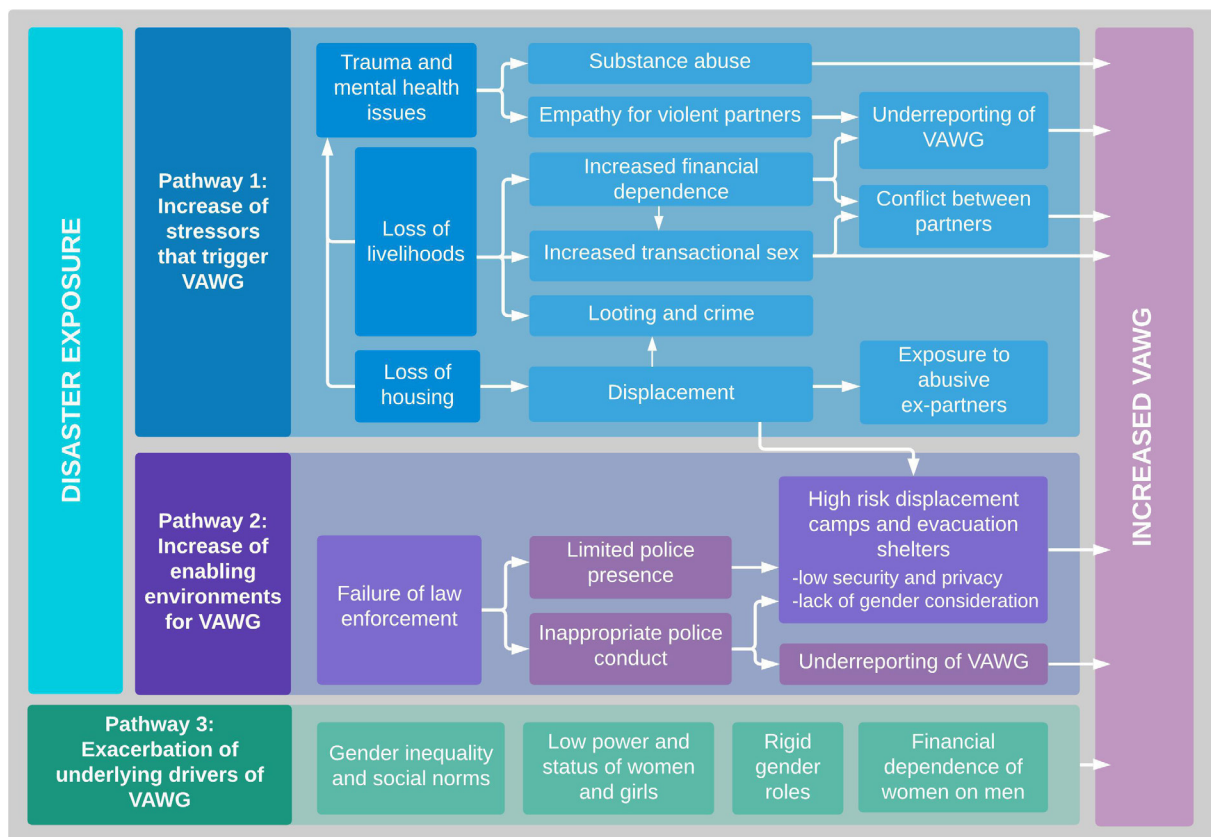 DISASTER EXPOSURE
Pathway 1:
Increase of
stressors
that trigger
VAWG
Trauma and
mental health
issues
Substance abuse
Empathy for violent partners
Underreporting of
VAWG
Loss of
livelihoods
Increased financial
dependence
Conflict between
partners
Increased transactional sex
Looting and crime
Loss of
housing
Displacement
Exposure to
abusive
ex-partners
Pathway 2:
Increase of
enabling
environments
for VAWG
Failure of law
enforcement
Limited police
presence
Inappropriate police
conduct
High risk displacement
camps and evacuation
shelters
-low security and privacy
-lack of gender consideration
Underreporting of VAWG
Pathway 3:
Exacerbation of
underlying drivers of
VAWG
Gender inequality
and social norms
Low power and
status of women
and girls
Rigid
gender
roles
Financial
dependence of
women on men
INCREASED VAWG